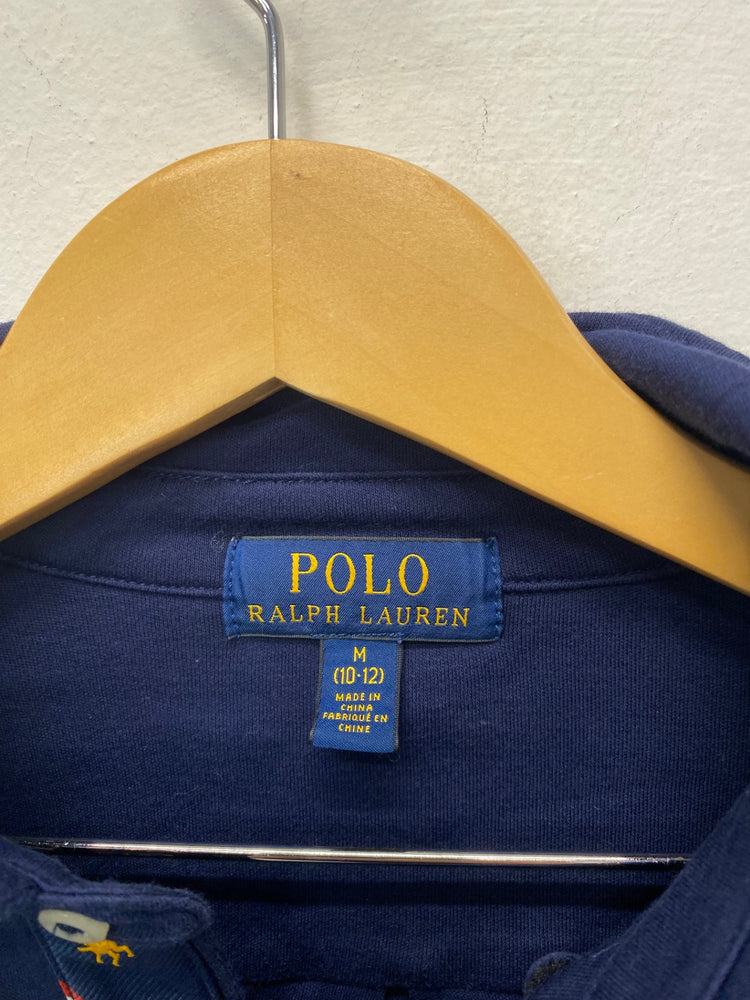 POLO
RALPH LAUREN
M
(10-12)
MADE IN
CHINA
FABRIQUÉ EN
CHINE